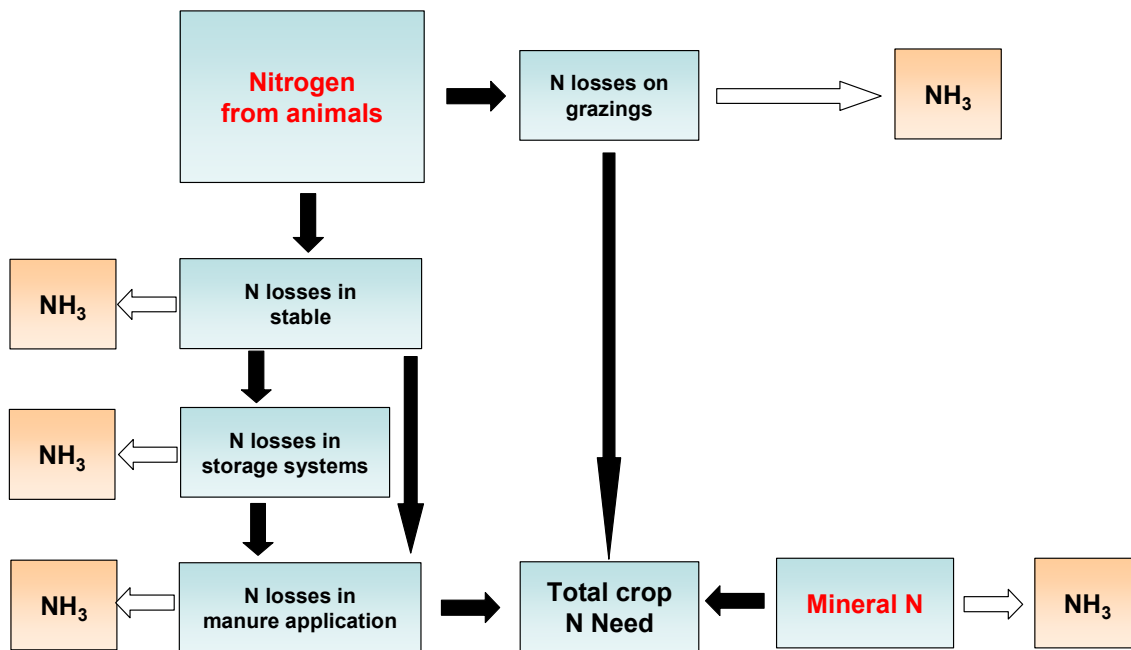 Nitrogen
from animals
N losses on
grazings
NH₃
NH₃
N losses in
stable
NH₃
N losses in
storage systems
NH₃
N losses in
manure application
Total crop
N Need
Mineral N
NH₃